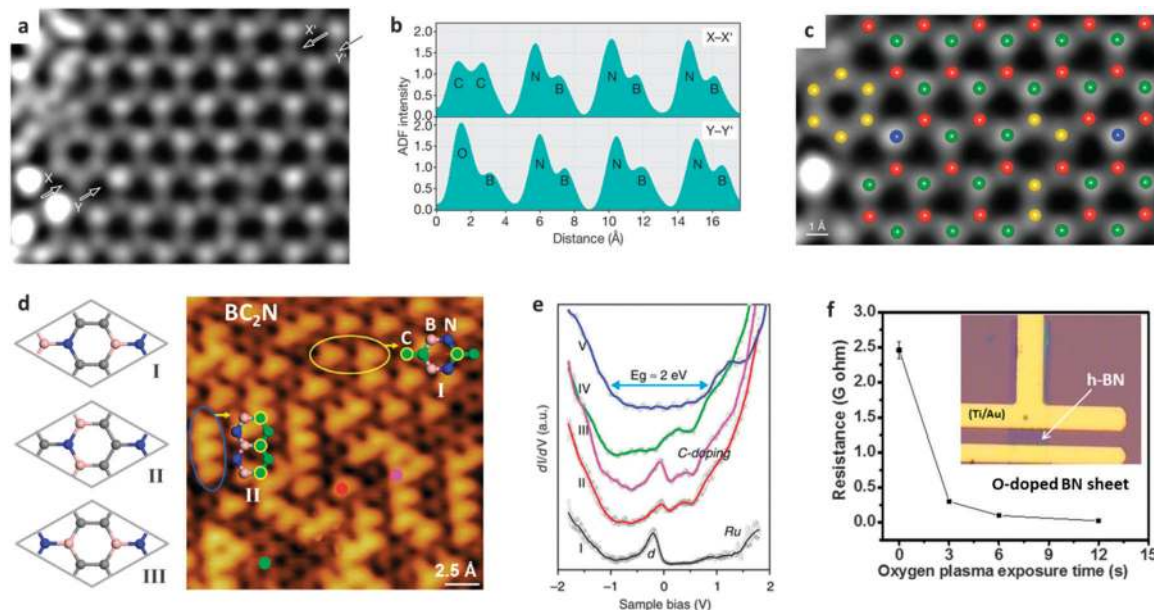 a
X'
Y'
X
Y
b
X–X'
2.0
1.5
1.0
0.5
0.0
C C N B N B N B
Y–Y'
2.0
1.5
1.0
0.5
0.0
O B N B N B N B
0 2 4 6 8 10 12 14 16
Distance (Å)
ADF intensity
c
1 Å
d
I
II
III
BC₂N
C B N
I
II
2.5 Å
e
V
Eg = 2 eV
IV
III
C-doping
II
Ru
I
d
−2 −1 0 1 2
Sample bias (V)
dI/dV (a.u.)
f
3.0
2.5
2.0
1.5
1.0
0.5
0.0
Resistance (G ohm)
h-BN
(Ti/Au)
O-doped BN sheet
0 3 6 9 12 15
Oxygen plasma exposure time (s)